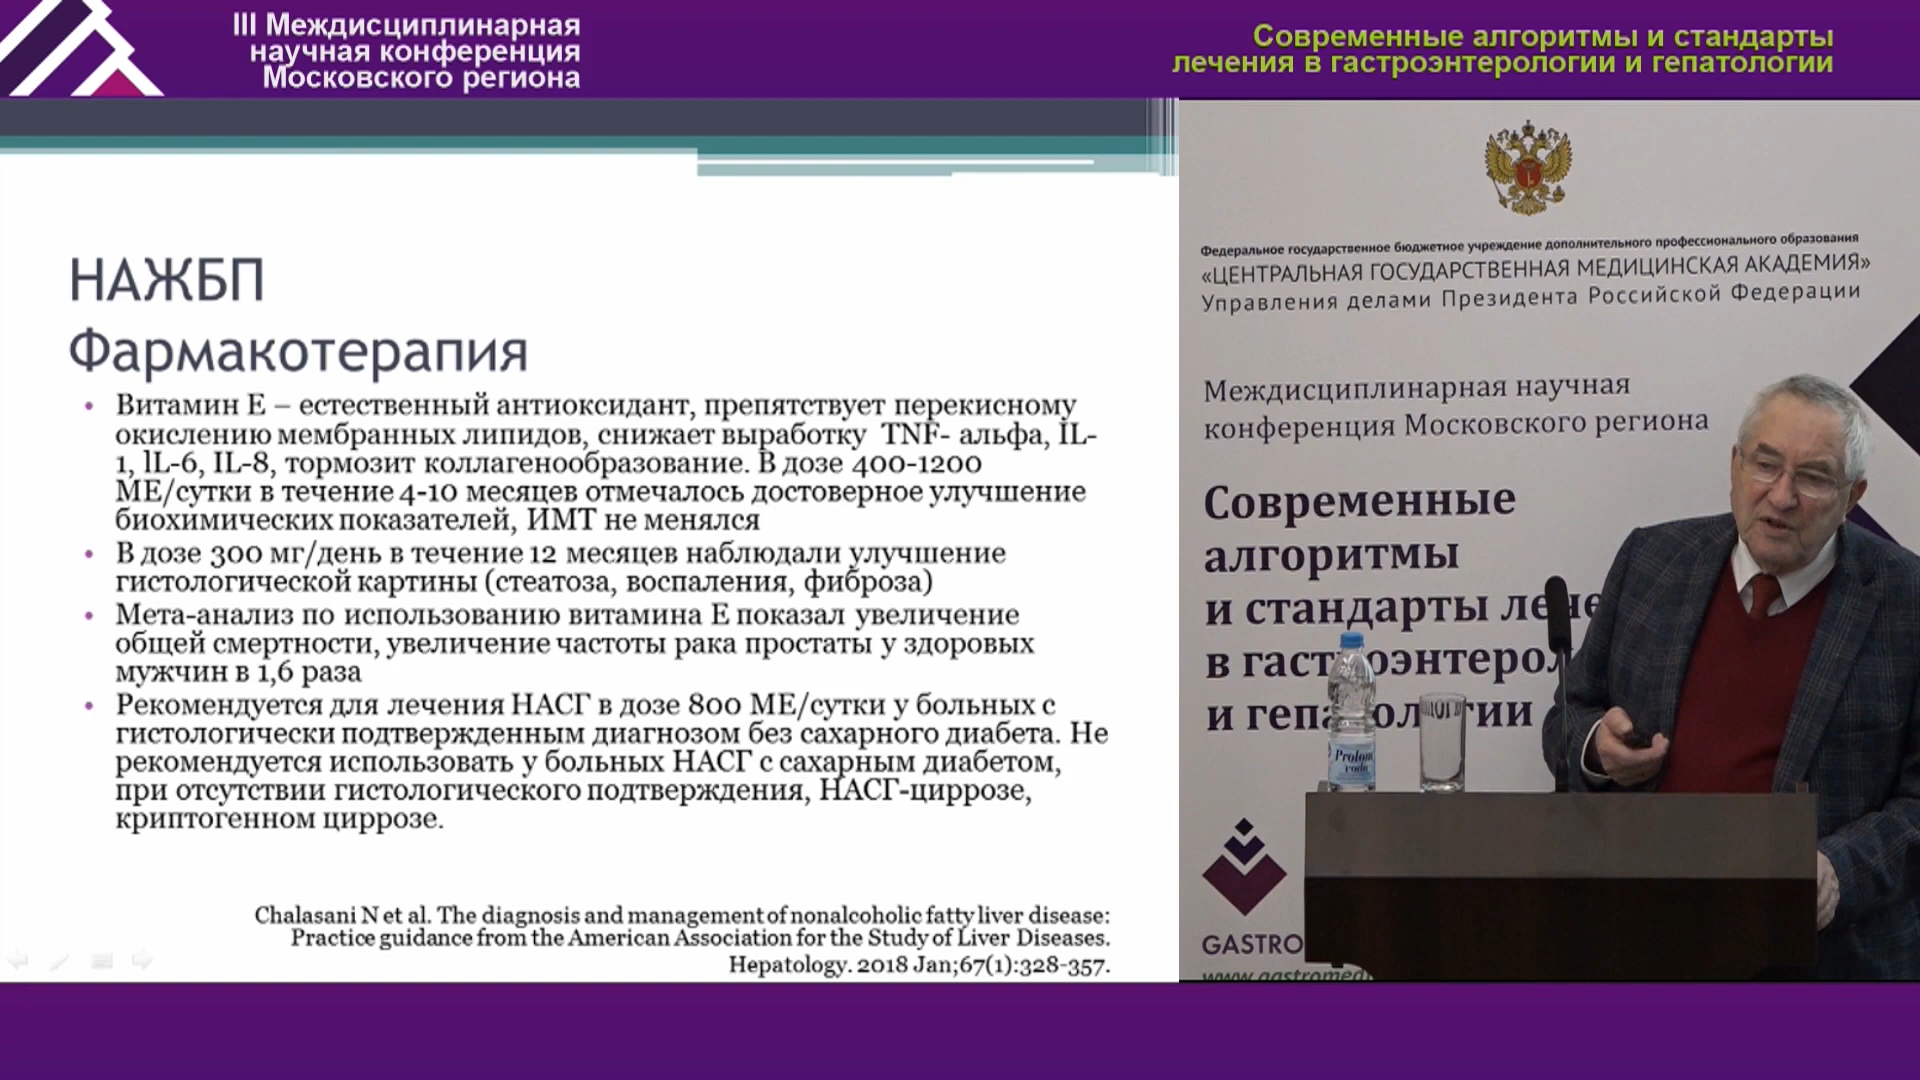 III Междисциплинарная
научная конференция
Московского региона
Современные алгоритмы и стандарты
лечения в гастроэнтерологии и гепатологии
НАЖБП
Фармакотерапия
• Витамин Е – естественный антиоксидант, препятствует перекисному
окислению мембранных липидов, снижает выработку TNF- альфа, IL-
1, lL-6, IL-8, тормозит коллагенообразование. В дозе 400-1200
МЕ/сутки в течение 4-10 месяцев отмечалось достоверное улучшение
биохимических показателей, ИМТ не менялся
• В дозе 300 мг/день в течение 12 месяцев наблюдали улучшение
гистологической картины (стеатоза, воспаления, фиброза)
• Мета-анализ по использованию витамина Е показал увеличение
общей смертности, увеличение частоты рака простаты у здоровых
мужчин в 1,6 раза
• Рекомендуется для лечения НАСГ в дозе 800 МЕ/сутки у больных с
гистологически подтвержденным диагнозом без сахарного диабета. Не
рекомендуется использовать у больных НАСГ с сахарным диабетом,
при отсутствии гистологического подтверждения, НАСГ-циррозе,
криптогенном циррозе.
Chalasani N et al. The diagnosis and management of nonalcoholic fatty liver disease:
Practice guidance from the American Association for the Study of Liver Diseases.
Hepatology. 2018 Jan;67(1):328-357.
Федеральное государственное бюджетное учреждение дополнительного профессионального образования
«ЦЕНТРАЛЬНАЯ ГОСУДАРСТВЕННАЯ МЕДИЦИНСКАЯ АКАДЕМИЯ»
Управления делами Президента Российской Федерации
Междисциплинарная научная
конференция Московского региона
Современные
алгоритмы
и стандарты лече
в гаст оэнтерол
и геп ол гии
Prolom
voda
GASTRO
www.gastromed